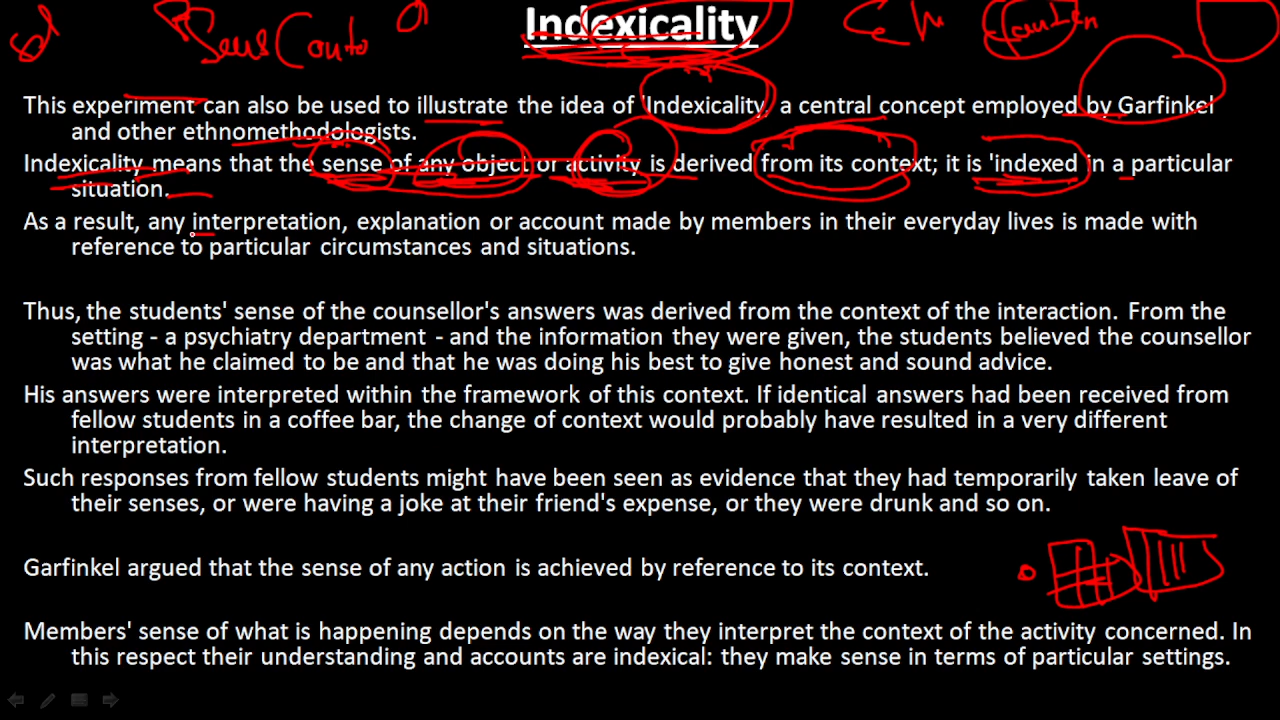 Indexicality
This experiment can also be used to illustrate the idea of 'Indexicality, a central concept employed by Garfinkel
and other ethnomethodologists.
Indexicality means that the sense of any object or activity is derived from its context; it is 'indexed in a particular
situation.
As a result, any interpretation, explanation or account made by members in their everyday lives is made with
reference to particular circumstances and situations.
Thus, the students' sense of the counsellor's answers was derived from the context of the interaction. From the
setting - a psychiatry department - and the information they were given, the students believed the counsellor
was what he claimed to be and that he was doing his best to give honest and sound advice.
His answers were interpreted within the framework of this context. If identical answers had been received from
fellow students in a coffee bar, the change of context would probably have resulted in a very different
interpretation.
Such responses from fellow students might have been seen as evidence that they had temporarily taken leave of
their senses, or were having a joke at their friend's expense, or they were drunk and so on.
Garfinkel argued that the sense of any action is achieved by reference to its context.
Members' sense of what is happening depends on the way they interpret the context of the activity concerned. In
this respect their understanding and accounts are indexical: they make sense in terms of particular settings.